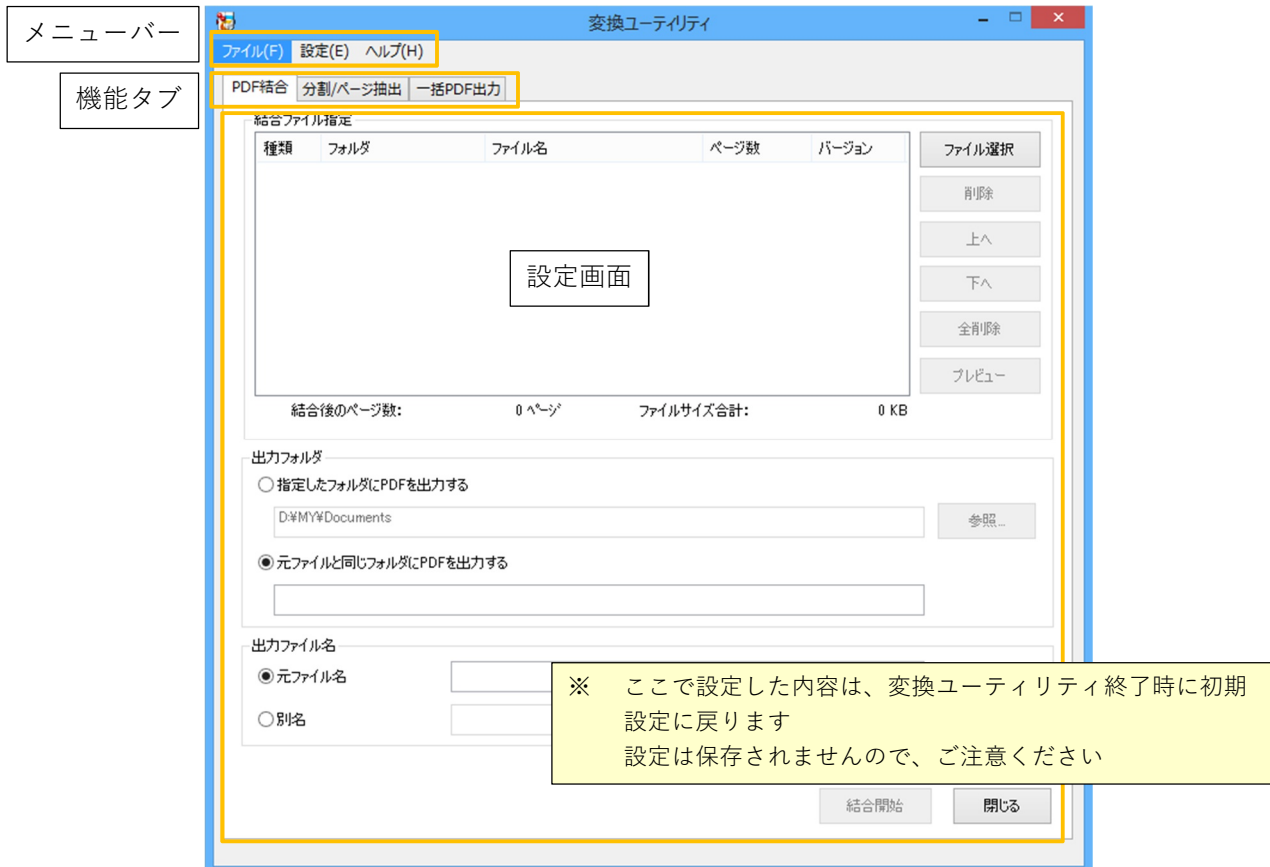 変換ユーティリティ
メニューバー
ファイル(F) 設定(E) ヘルプ(H)
機能タブ
PDF結合 分割/ページ抽出 一括PDF出力
結合ファイル指定
種類 フォルダ ファイル名 ページ数 バージョン
ファイル選択
削除
上へ
設定画面
下へ
全削除
プレビュー
結合後のページ数: 0 ページ ファイルサイズ合計: 0 KB
出力フォルダ
指定したフォルダにPDFを出力する
D:¥MY¥Documents
参照...
元ファイルと同じフォルダにPDFを出力する
出力ファイル名
元ファイル名
別名
※ ここで設定した内容は、変換ユーティリティ終了時に初期
設定に戻ります
設定は保存されませんので、ご注意ください
結合開始 閉じる